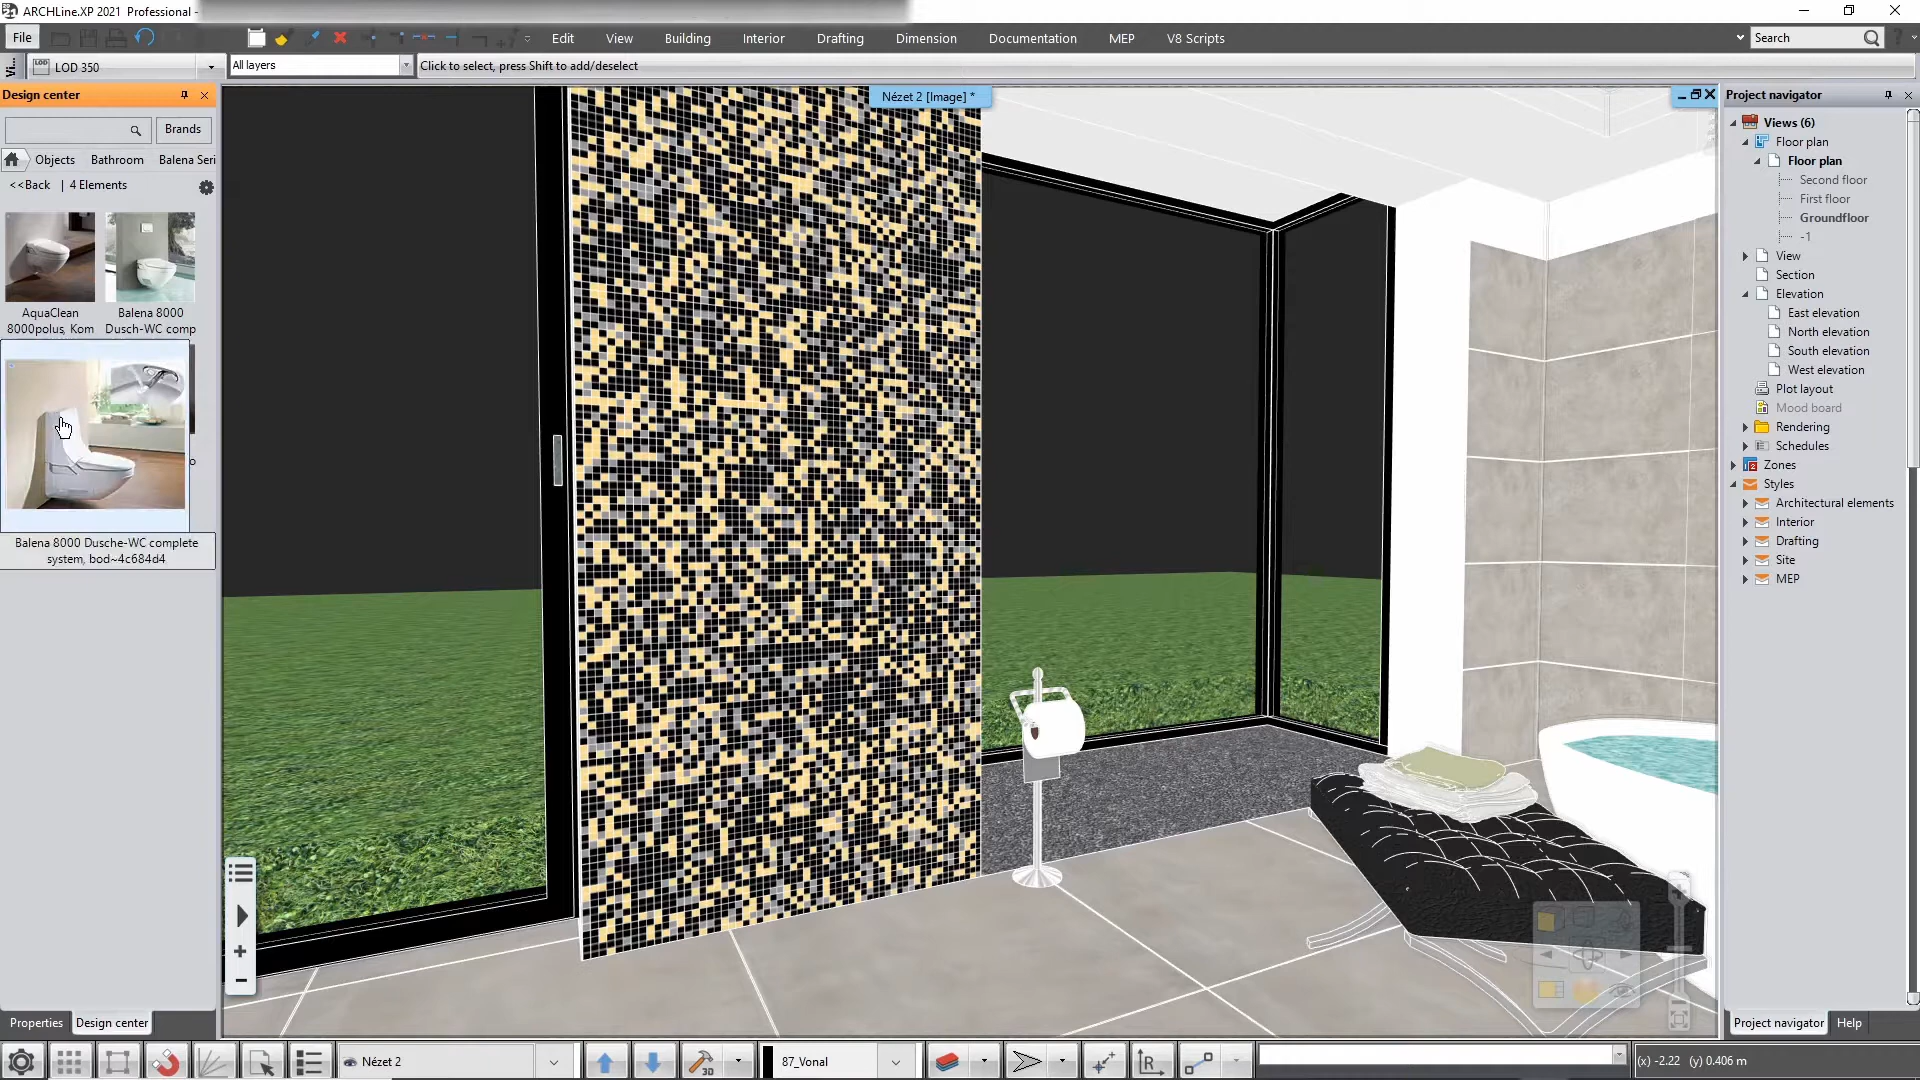 ARCHLine.XP 2021 Professional -
File
Edit
View
Building
Interior
Drafting
Dimension
Documentation
MEP
V8 Scripts
Search
LOD 350
All layers
Click to select, press Shift to add/deselect
Design center
Brands
Objects
Bathroom
Balena Seri
<<Back
4 Elements
AquaClean
8000polus, Kom
Balena 8000
Dusch-WC comp
Balena 8000 Dusche-WC complete
system, bod~4c684d4
Nézet 2 [Image] *
Project navigator
Views (6)
Floor plan
Floor plan
Second floor
First floor
Groundfloor
-1
View
Section
Elevation
East elevation
North elevation
South elevation
West elevation
Plot layout
Mood board
Rendering
Schedules
Zones
Styles
Architectural elements
Interior
Drafting
Site
MEP
Properties
Design center
Project navigator
Help
Nézet 2
3D
87_Vonal
(x) -2.22 (y) 0.406 m